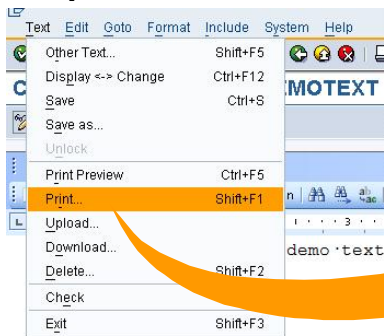 Text Edit Goto Format Include System Help
Other Text... Shift+F5
Display <-> Change Ctrl+F12
MOTEXT
Save Ctrl+S
Save as...
Unlock
Print Preview Ctrl+F5
Print... Shift+F1
Upload... 3
Download... demo text
Delete... Shift+F2
Check
Exit Shift+F3